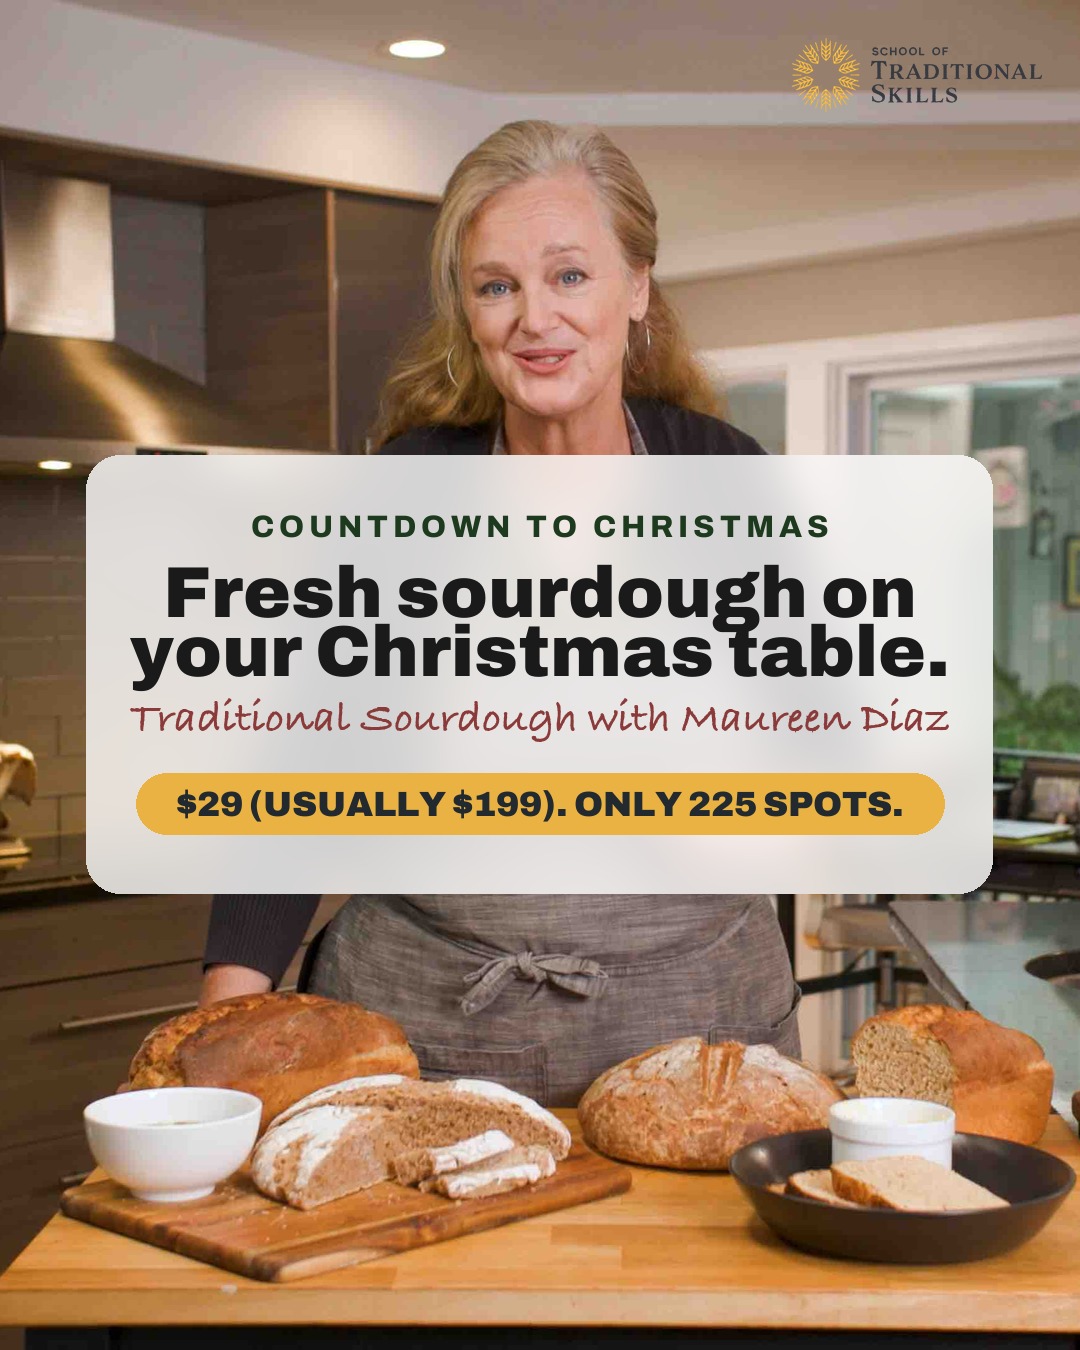 SCHOOL OF
TRADITIONAL
SKILLS
COUNTDOWN TO CHRISTMAS
Fresh sourdough on
your Christmas table.
Traditional Sourdough with Maureen Diaz
$29 (USUALLY $199). ONLY 225 SPOTS.